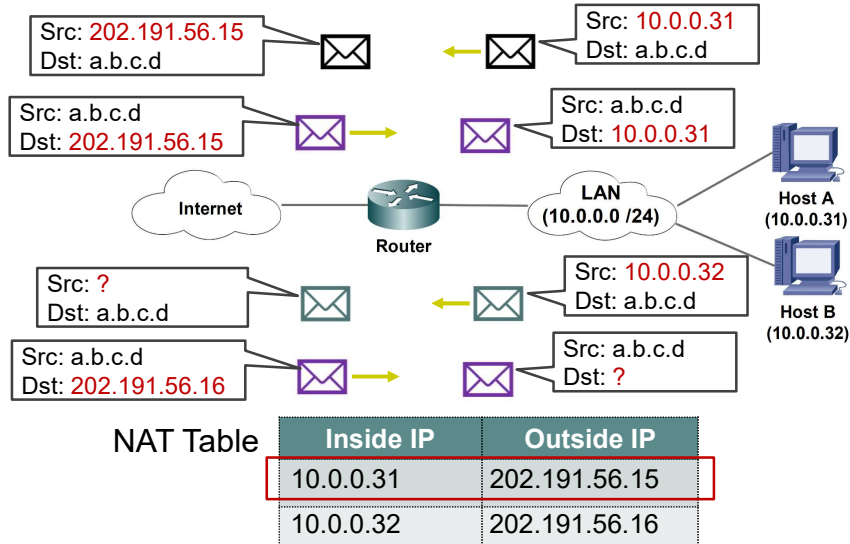 Src: 202.191.56.15
Dst: a.b.c.d
Src: 10.0.0.31
Dst: a.b.c.d
Src: a.b.c.d
Dst: 202.191.56.15
Src: a.b.c.d
Dst: 10.0.0.31
Internet
Router
LAN
(10.0.0.0 /24)
Host A
(10.0.0.31)
Src: ?
Dst: a.b.c.d
Src: 10.0.0.32
Dst: a.b.c.d
Host B
(10.0.0.32)
Src: a.b.c.d
Dst: 202.191.56.16
Src: a.b.c.d
Dst: ?
NAT Table
Inside IP Outside IP
10.0.0.31 202.191.56.15
10.0.0.32 202.191.56.16